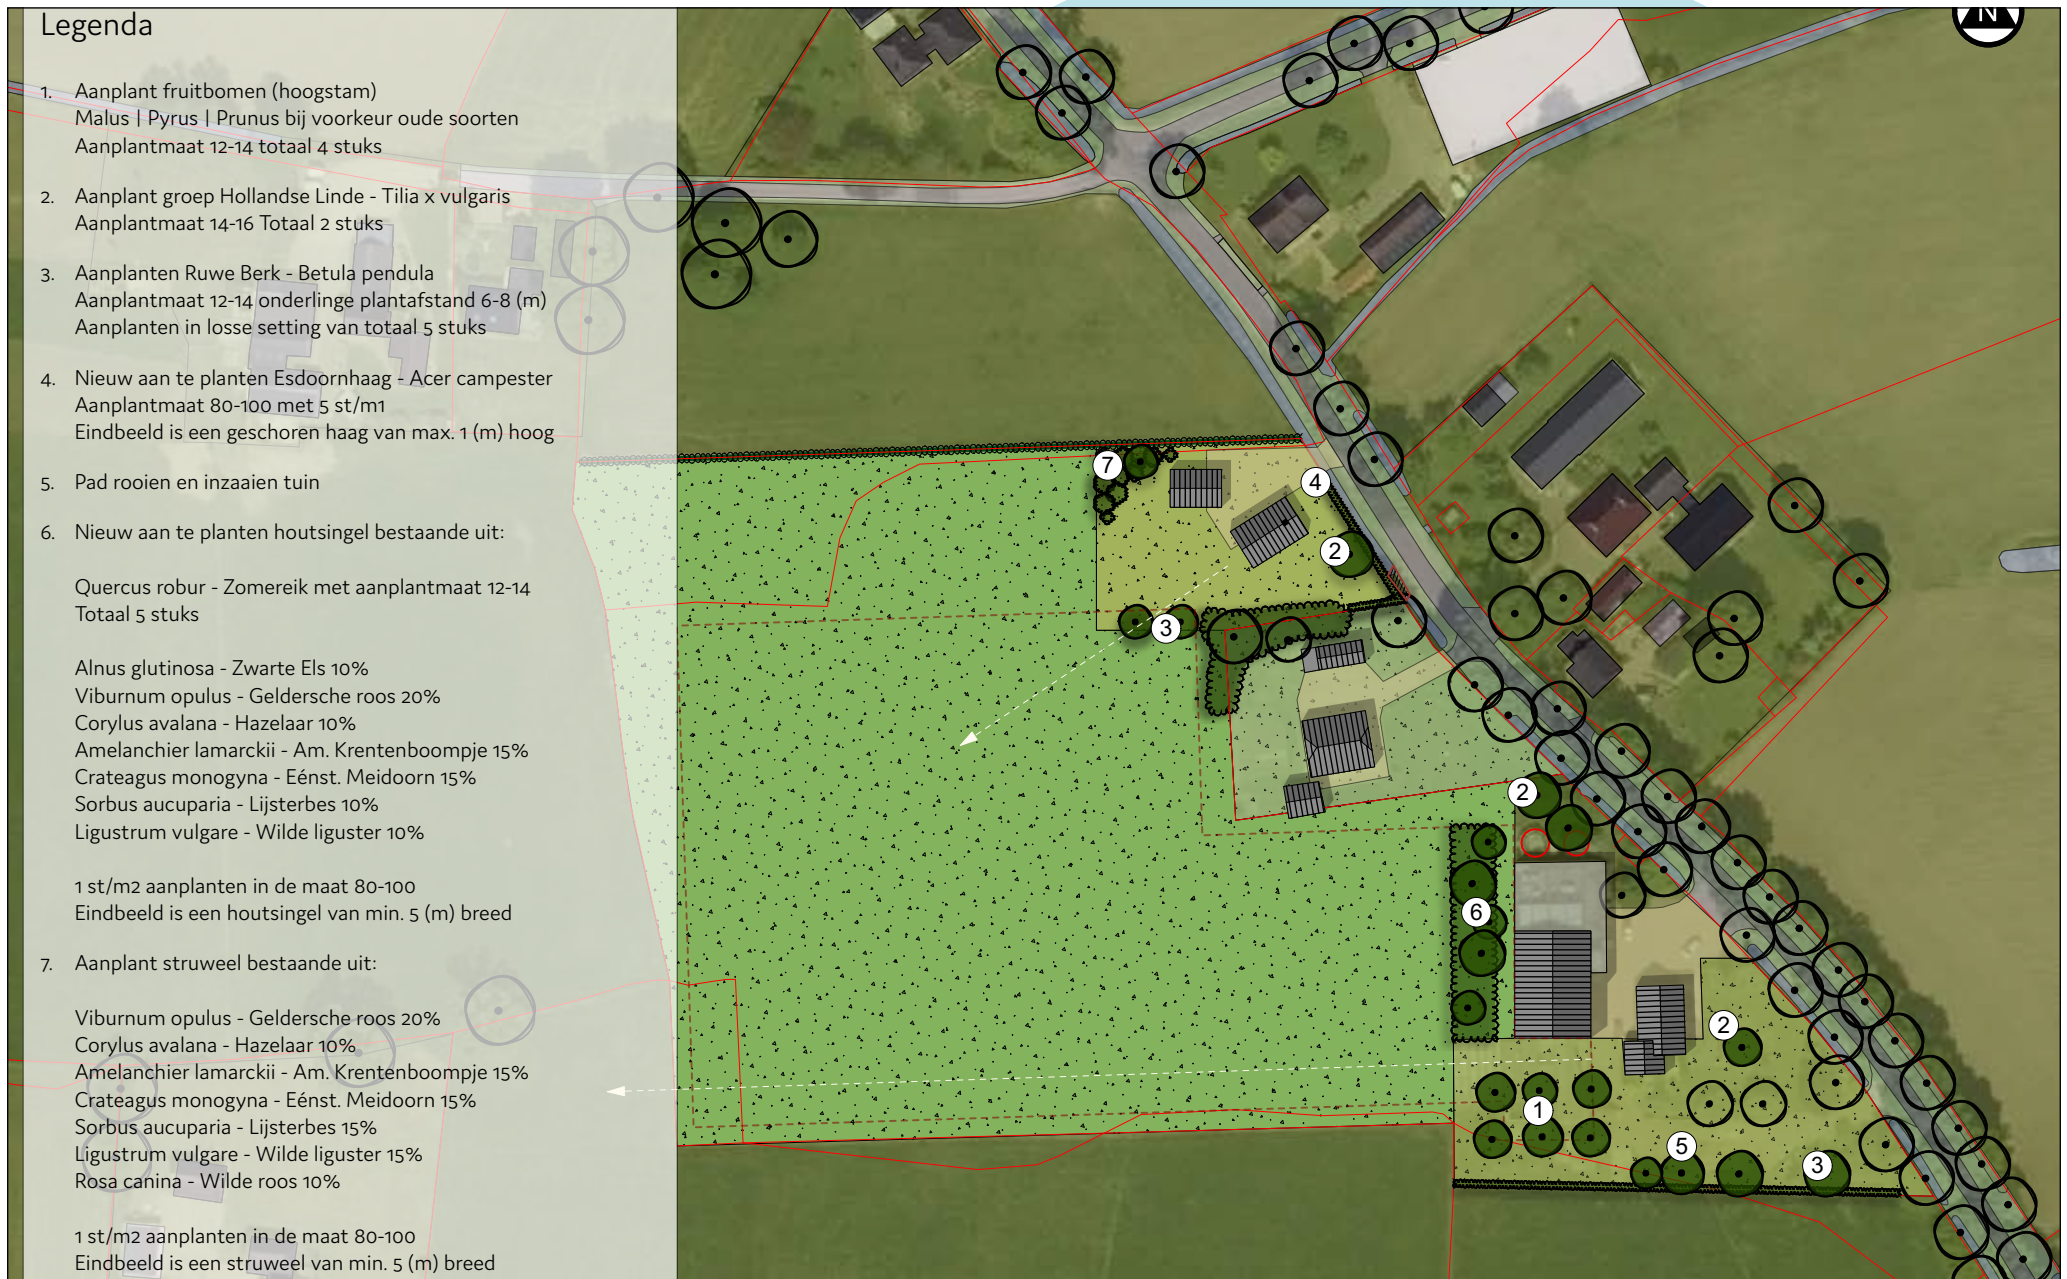 Legenda
1. Aanplant fruitbomen (hoogstam)
Malus | Pyrus | Prunus bij voorkeur oude soorten
Aanplantmaat 12-14 totaal 4 stuks
2. Aanplant groep Hollandse Linde - Tilia x vulgaris
Aanplantmaat 14-16 Totaal 2 stuks
3. Aanplanten Ruwe Berk - Betula pendula
Aanplantmaat 12-14 onderlinge plantafstand 6-8 (m)
Aanplanten in losse setting van totaal 5 stuks
4. Nieuw aan te planten Esdoornhaag - Acer campester
Aanplantmaat 80-100 met 5 st/m1
Eindbeeld is een geschoren haag van max. 1 (m) hoog
5. Pad rooien en inzaaien tuin
6. Nieuw aan te planten houtsingel bestaande uit:
Quercus robur - Zomereik met aanplantmaat 12-14
Totaal 5 stuks
Alnus glutinosa - Zwarte Els 10%
Viburnum opulus - Geldersche roos 20%
Corylus avalana - Hazelaar 10%
Amelanchier lamarckii - Am. Krentenboompje 15%
Crateagus monogyna - Eénst. Meidoorn 15%
Sorbus aucuparia - Lijsterbes 10%
Ligustrum vulgare - Wilde liguster 10%
1 st/m2 aanplanten in de maat 80-100
Eindbeeld is een houtsingel van min. 5 (m) breed
7. Aanplant struweel bestaande uit:
Viburnum opulus - Geldersche roos 20%
Corylus avalana - Hazelaar 10%
Amelanchier lamarckii - Am. Krentenboompje 15%
Crateagus monogyna - Eénst. Meidoorn 15%
Sorbus aucuparia - Lijsterbes 15%
Ligustrum vulgare - Wilde liguster 15%
Rosa canina - Wilde roos 10%
1 st/m2 aanplanten in de maat 80-100
Eindbeeld is een struweel van min. 5 (m) breed
N
7
4
2
3
2
6
2
1
5
3